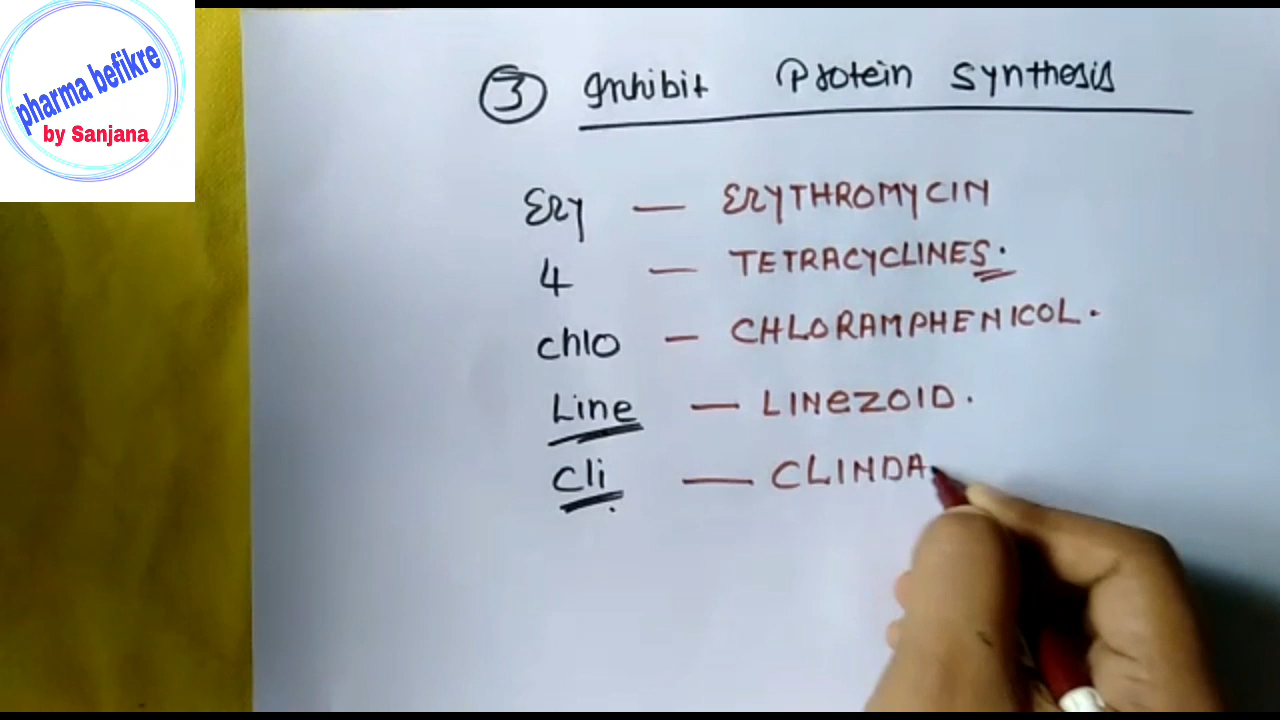 pharma befikre
by Sanjana
3 Inhibit Protein Synthesis
Ery — ERYTHROMYCIN
4 — TETRACYCLINES.
chlo — CHLORAMPHENICOL.
Line — LINEZOID.
Cli — CLINDA